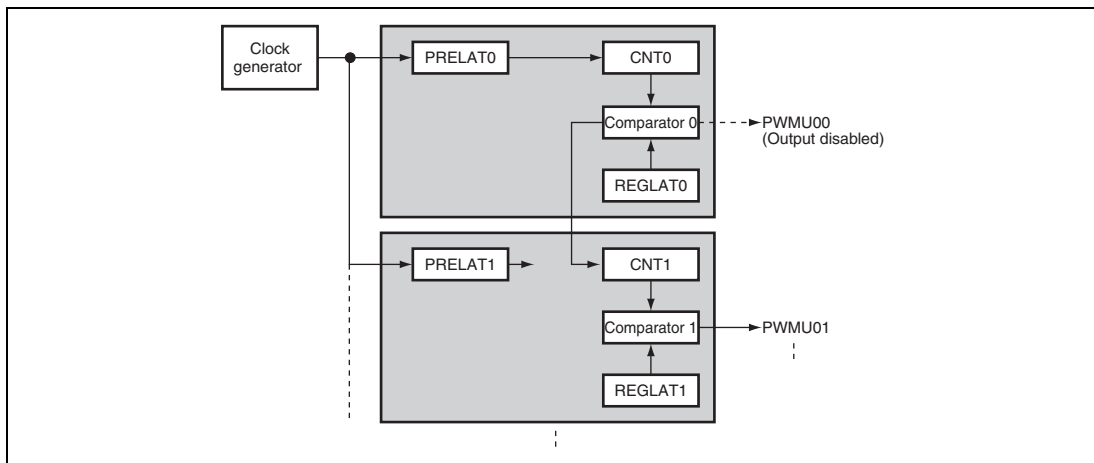 Clock
generator
PRELAT0
CNT0
Comparator 0
PWMU00
(Output disabled)
REGLAT0
PRELAT1
CNT1
Comparator 1
PWMU01
REGLAT1